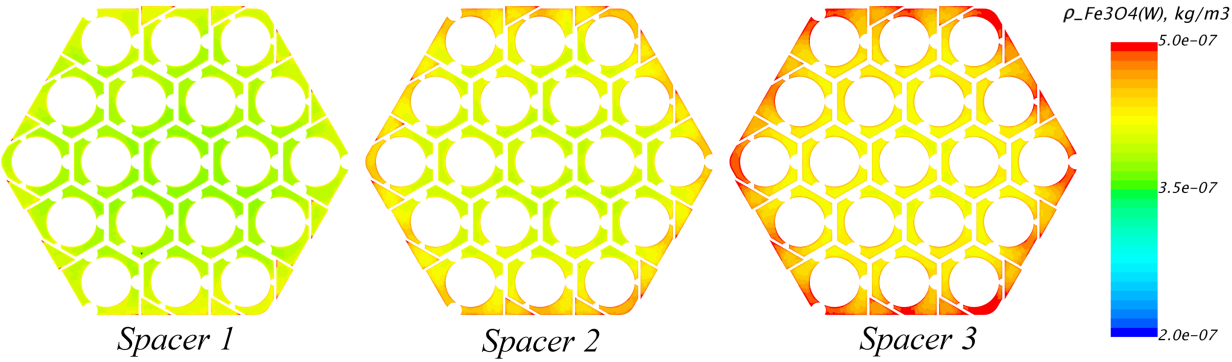 ρ_Fe3O4(W), kg/m3
5.0e-07
3.5e-07
2.0e-07
Spacer 1
Spacer 2
Spacer 3